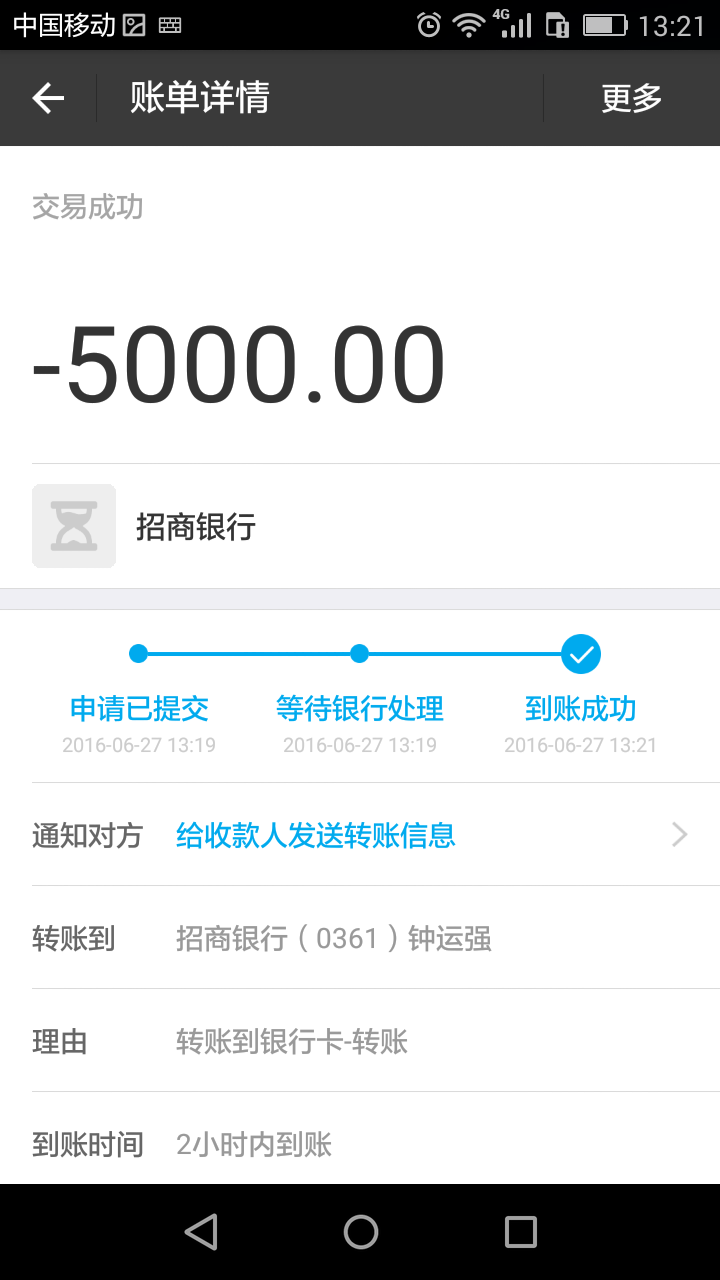 中国移动 4G 13:21
账单详情 更多
交易成功
-5000.00
招商银行
申请已提交 等待银行处理 到账成功
2016-06-27 13:19 2016-06-27 13:19 2016-06-27 13:21
通知对方 给收款人发送转账信息
转账到 招商银行（0361）钟运强
理由 转账到银行卡-转账
到账时间 2小时内到账